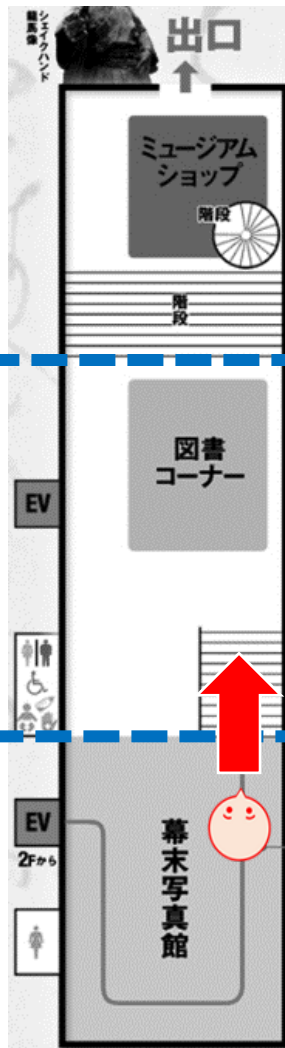 シェイクハンド
龍馬像
出口
ミュージアム
ショップ
階段
階段
図書
コーナー
EV
EV
2Fから
幕末写真館